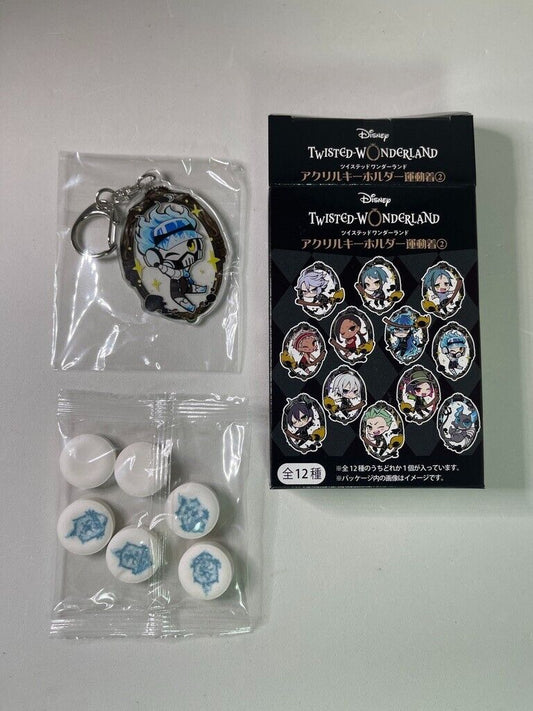 Disney
TWISTED-WONDERLAND
ツイステッドワンダーランド
アクリルキーホルダー運動着②
Disney
TWISTED-WONDERLAND
ツイステッドワンダーランド
アクリルキーホルダー運動着②
全12種
※全12種のうちどれか1個が入っています。
※パッケージ内の画像はイメージです。